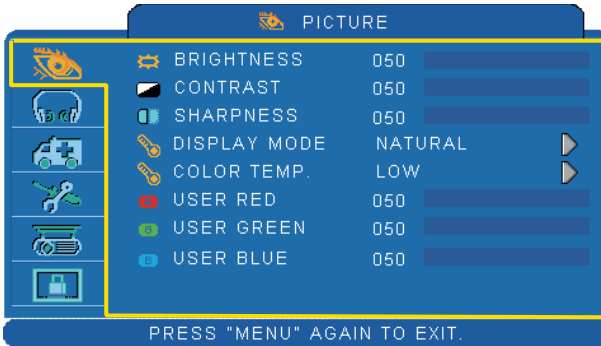 PICTURE
BRIGHTNESS 050
CONTRAST 050
SHARPNESS 050
DISPLAY MODE NATURAL
COLOR TEMP. LOW
USER RED 050
G USER GREEN 050
B USER BLUE 050
PRESS "MENU" AGAIN TO EXIT.